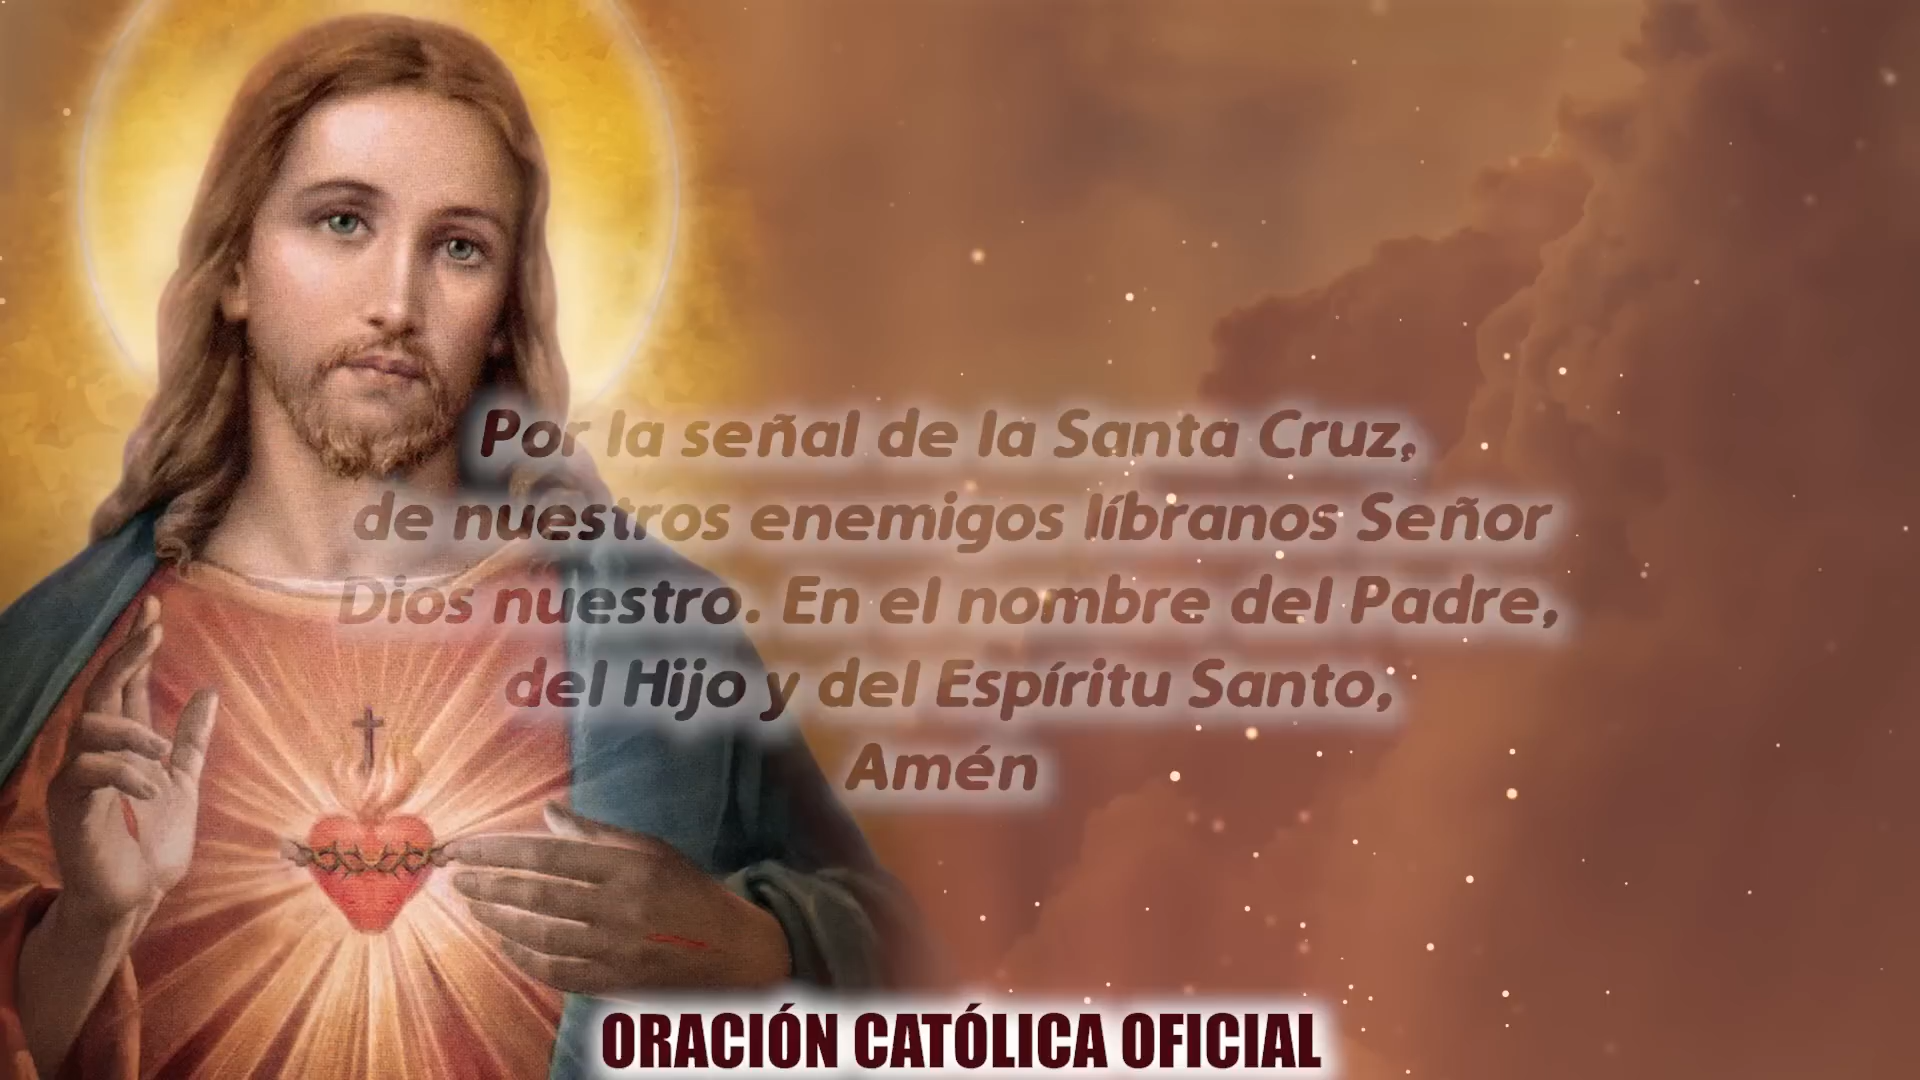 Por la señal de la Santa Cruz,
de nuestros enemigos líbranos Señor
Dios nuestro. En el nombre del Padre,
del Hijo y del Espíritu Santo,
Amén
ORACIÓN CATÓLICA OFICIAL